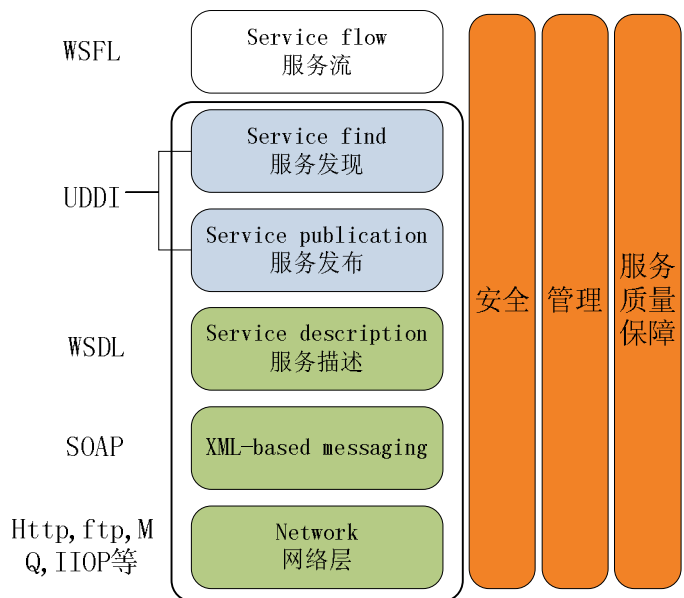 WSFL
Service flow
服务流
UDDI
Service find
服务发现
Service publication
服务发布
WSDL
Service description
服务描述
SOAP
XML-based messaging
Http,ftp,M
Q,IIOP等
Network
网络层
安全
管理
服务
质量
保障